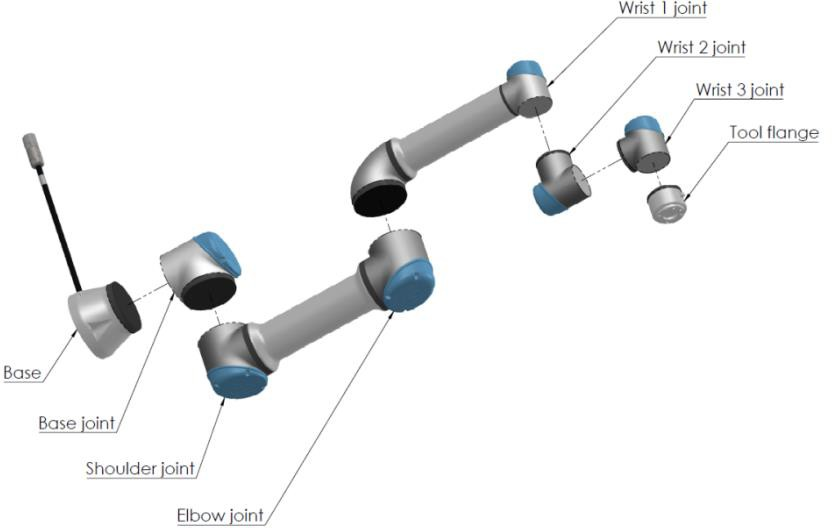 Wrist 1 joint
Wrist 2 joint
Wrist 3 joint
Tool flange
Base
Base joint
Shoulder joint
Elbow joint